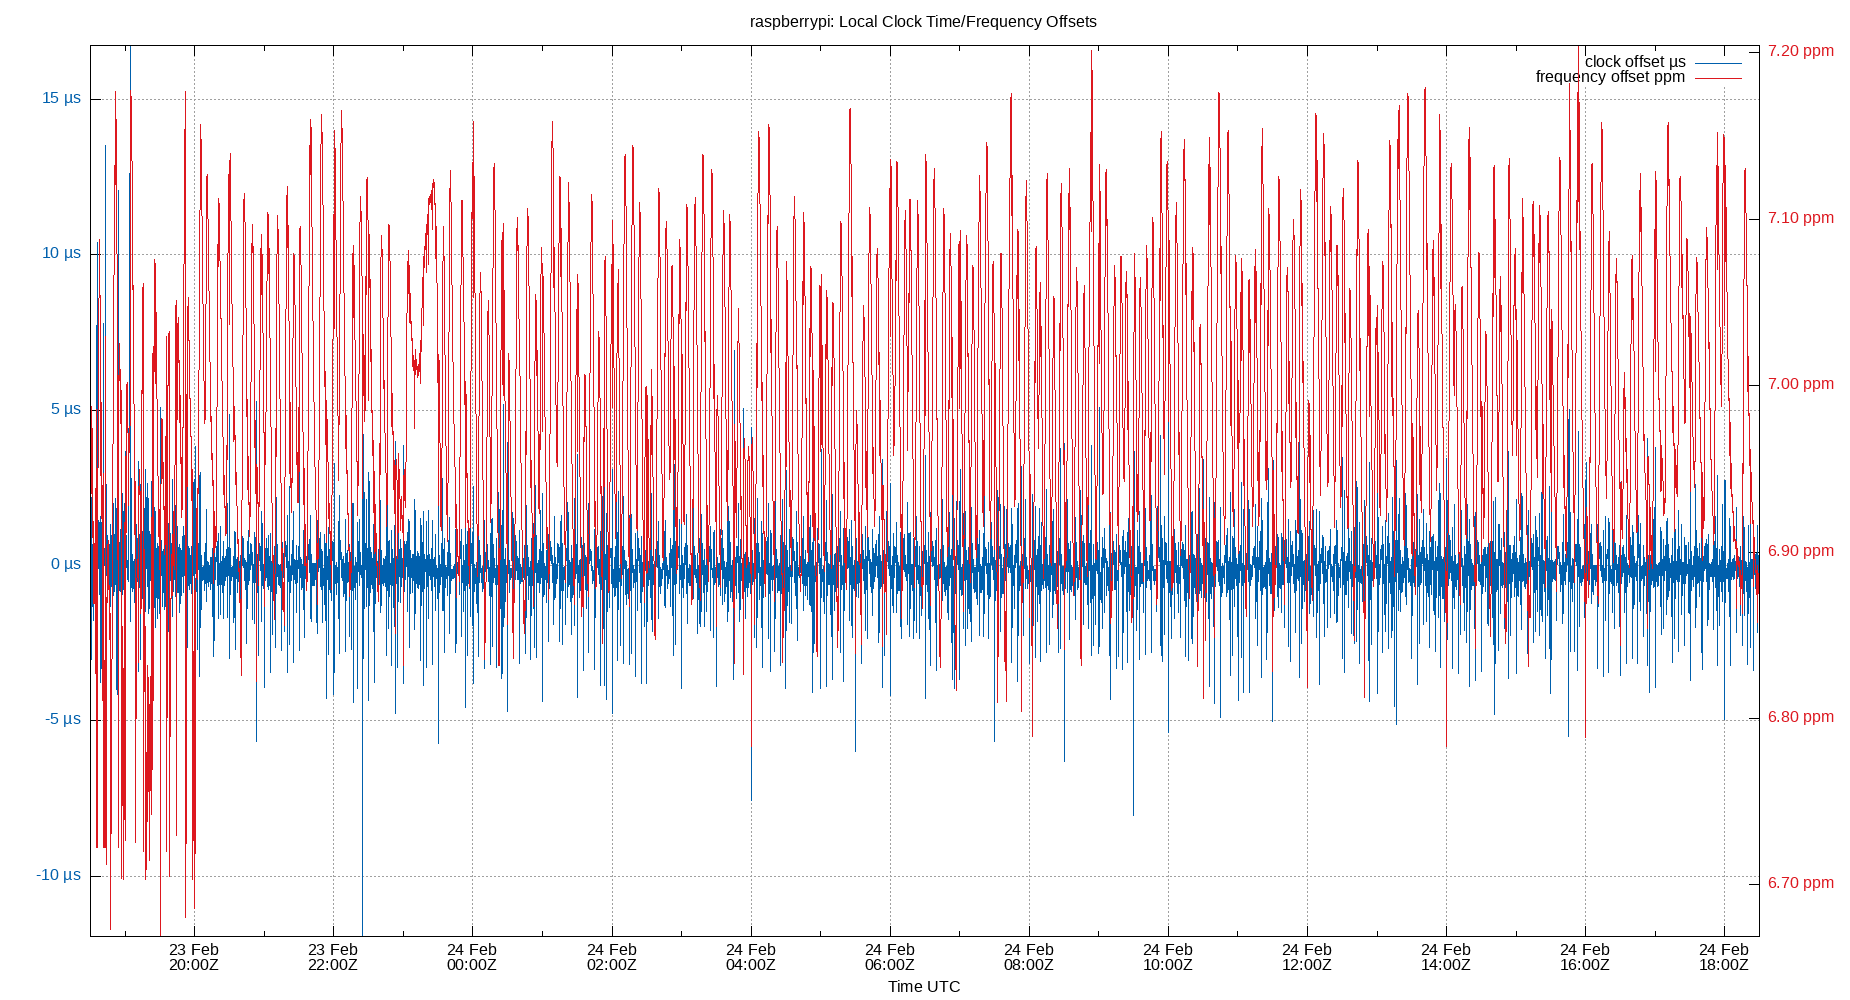 raspberrypi: Local Clock Time/Frequency Offsets
7.20 ppm
clock offset µs
frequency offset ppm
15 µs
7.10 ppm
10 µs
7.00 ppm
5 µs
0 µs
6.90 ppm
-5 µs
6.80 ppm
-10 µs
6.70 ppm
23 Feb 23 Feb 24 Feb 24 Feb 24 Feb 24 Feb 24 Feb 24 Feb 24 Feb 24 Feb 24 Feb 24 Feb
20:00Z 22:00Z 00:00Z 02:00Z 04:00Z 06:00Z 08:00Z 10:00Z 12:00Z 14:00Z 16:00Z 18:00Z
Time UTC